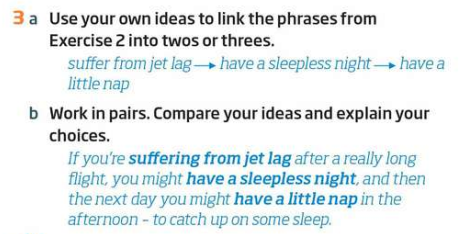 3 a Use your own ideas to link the phrases from
Exercise 2 into twos or threes.
suffer from jet lag → have a sleepless night → have a
little nap
b Work in pairs. Compare your ideas and explain your
choices.
If you're suffering from jet lag after a really long
flight, you might have a sleepless night, and then
the next day you might have a little nap in the
afternoon – to catch up on some sleep.